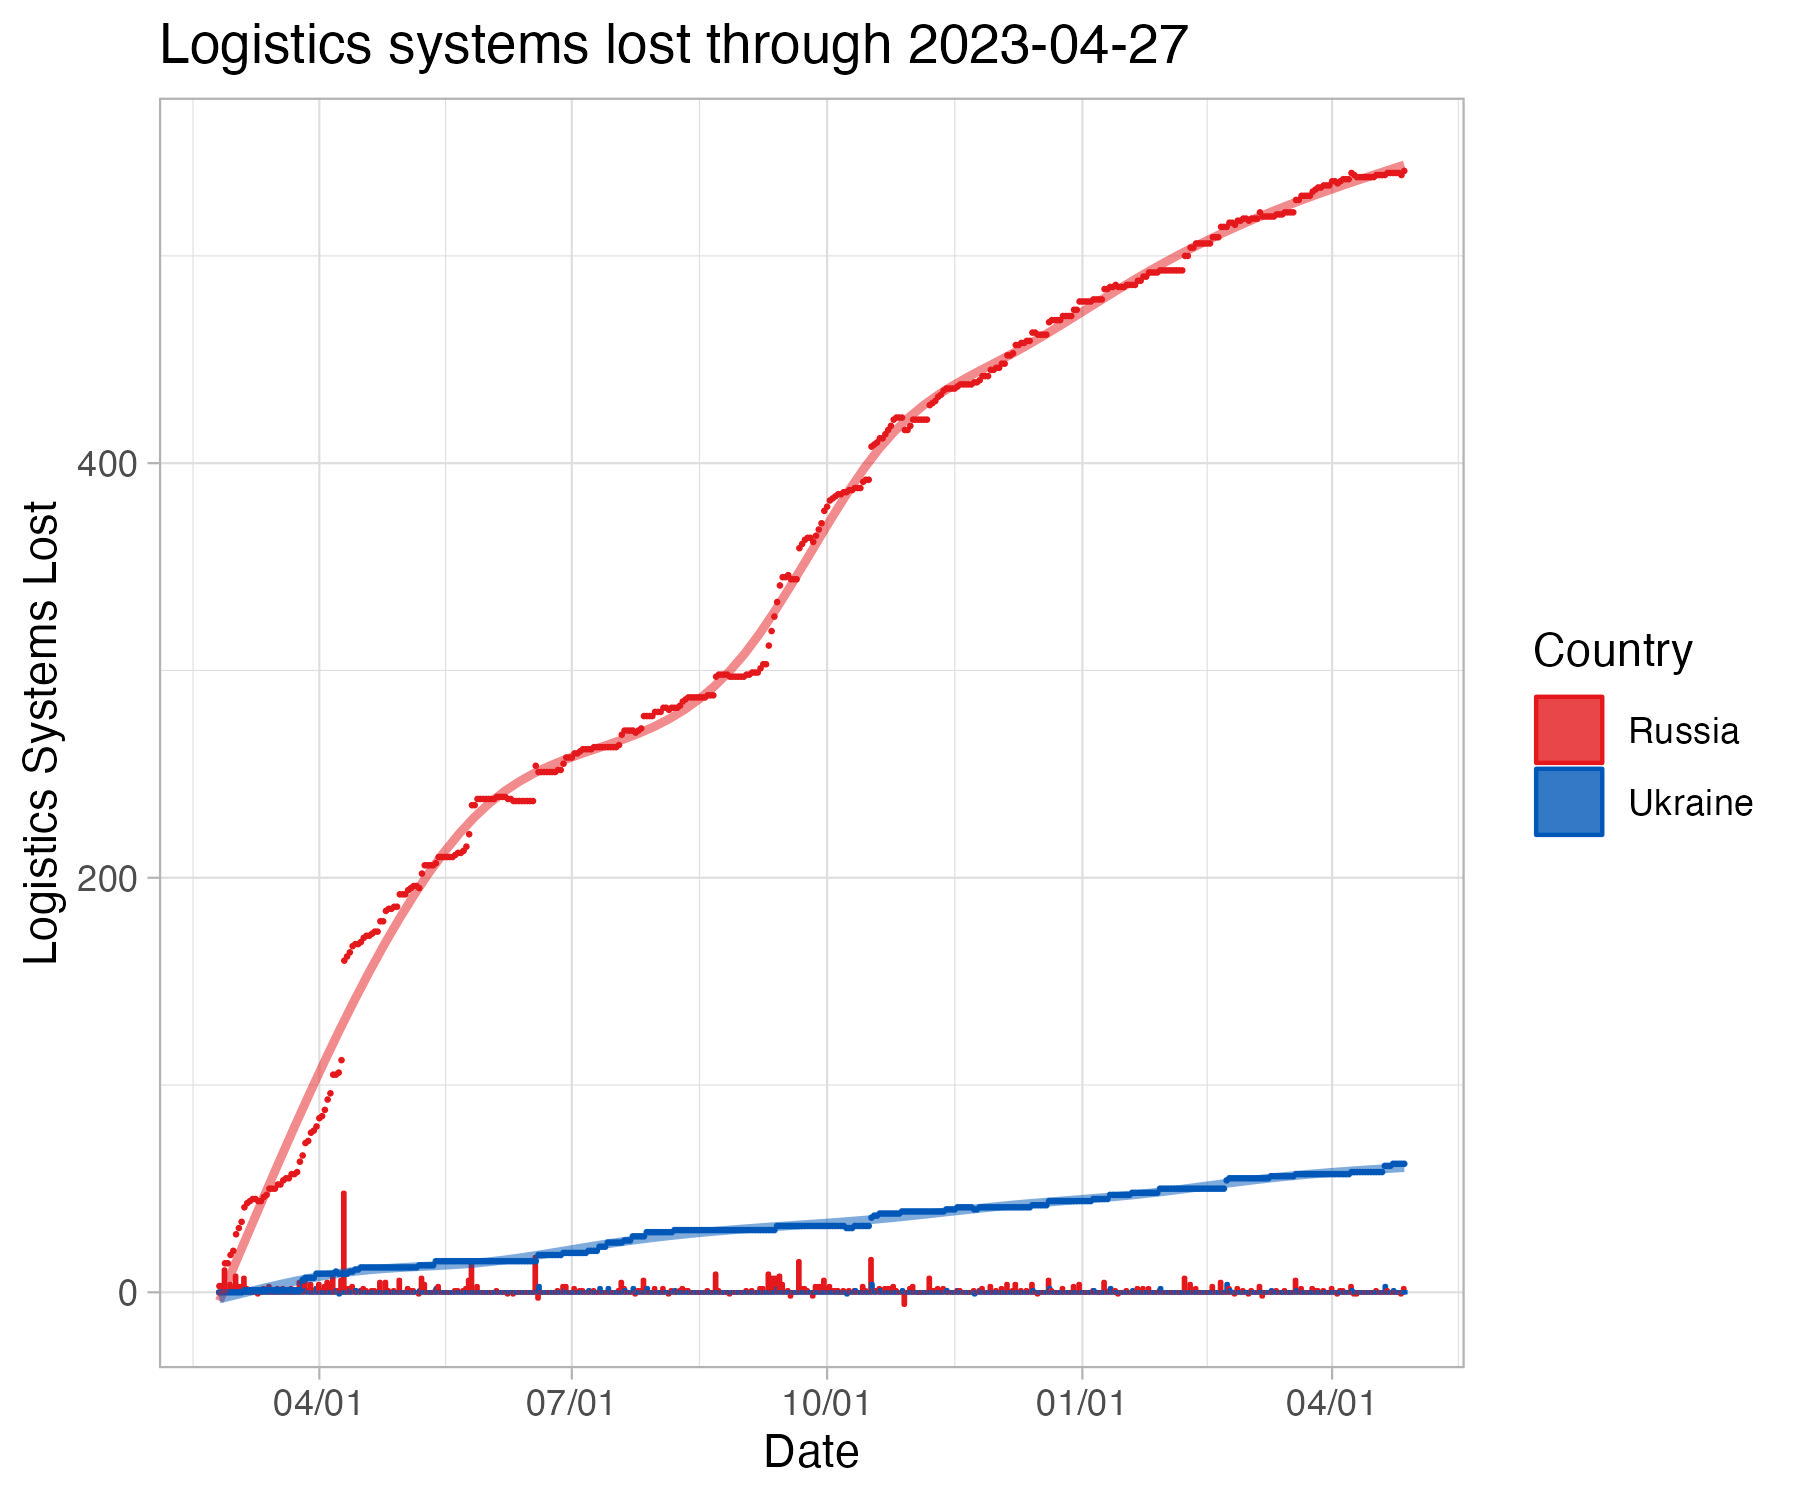 Logistics systems lost through 2023-04-27
Logistics Systems Lost
400
200
0
04/01
07/01
10/01
01/01
04/01
Date
Country
Russia
Ukraine